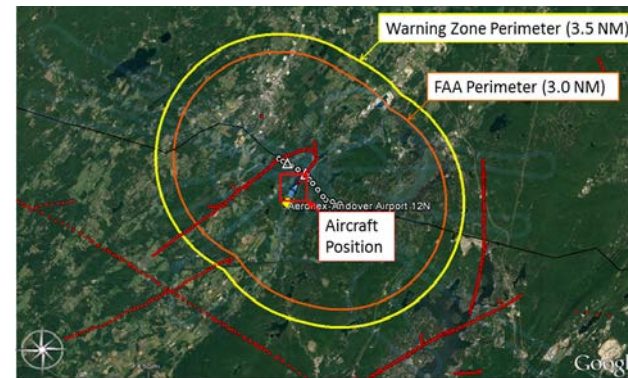 Warning Zone Perimeter (3.5 NM)
FAA Perimeter (3.0 NM)
Aeroflex-Andover Airport 12N
Aircraft
Position
Google